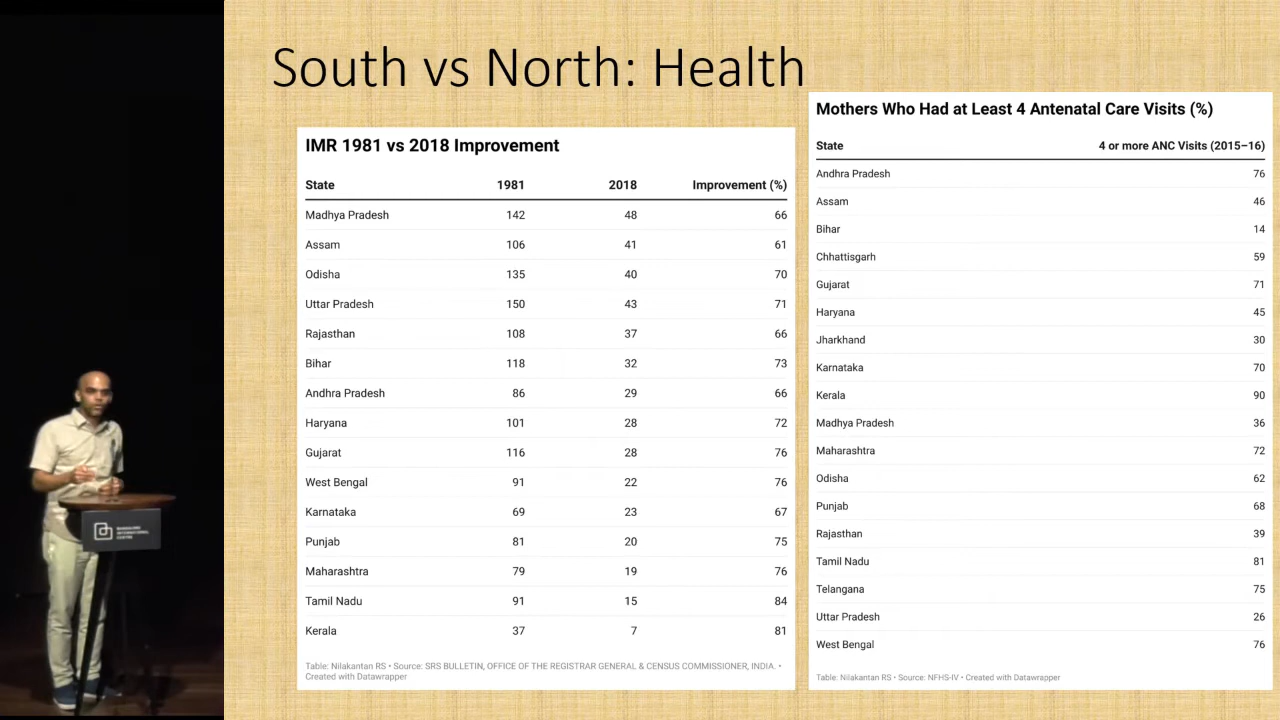 South vs North: Health
IMR 1981 vs 2018 Improvement
State 1981 2018 Improvement (%)
Madhya Pradesh 142 48 66
Assam 106 41 61
Odisha 135 40 70
Uttar Pradesh 150 43 71
Rajasthan 108 37 66
Bihar 118 32 73
Andhra Pradesh 86 29 66
Haryana 101 28 72
Gujarat 116 28 76
West Bengal 91 22 76
Karnataka 69 23 67
Punjab 81 20 75
Maharashtra 79 19 76
Tamil Nadu 91 15 84
Kerala 37 7 81
Table: Nilakantan RS • Source: SRS BULLETIN, OFFICE OF THE REGISTRAR GENERAL & CENSUS COMMISSIONER, INDIA. •
Created with Datawrapper
Mothers Who Had at Least 4 Antenatal Care Visits (%)
State 4 or more ANC Visits (2015–16)
Andhra Pradesh 76
Assam 46
Bihar 14
Chhattisgarh 59
Gujarat 71
Haryana 45
Jharkhand 30
Karnataka 70
Kerala 90
Madhya Pradesh 36
Maharashtra 72
Odisha 62
Punjab 68
Rajasthan 39
Tamil Nadu 81
Telangana 75
Uttar Pradesh 26
West Bengal 76
Table: Nilakantan RS • Source: NFHS-IV • Created with Datawrapper
BANGALORE
INTERNATIONAL
CENTRE